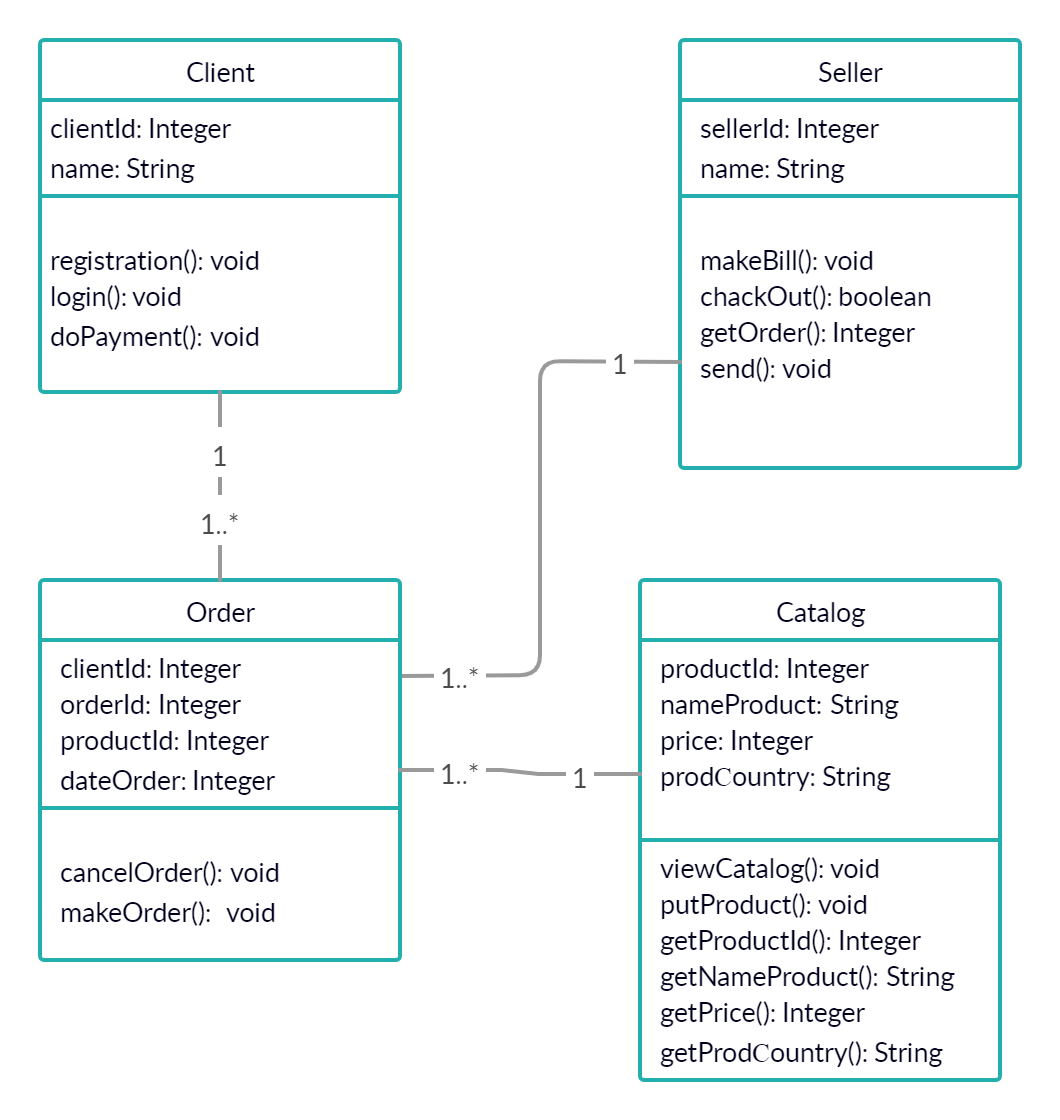 Client
clientId: Integer
name: String
registration(): void
login(): void
doPayment(): void
Seller
sellerId: Integer
name: String
makeBill(): void
chackOut(): boolean
getOrder(): Integer
send(): void
1
1
1..*
Order
clientId: Integer
orderId: Integer
productId: Integer
dateOrder: Integer
cancelOrder(): void
makeOrder():  void
1..*
1..*
1
Catalog
productId: Integer
nameProduct: String
price: Integer
prodСountry: String
viewCatalog(): void
putProduct(): void
getProductId(): Integer
getNameProduct(): String
getPrice(): Integer
getProdСountry(): String